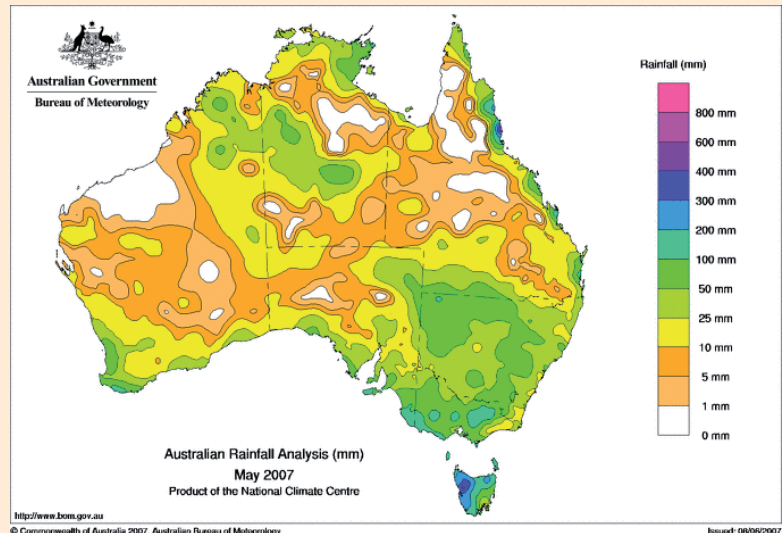 Australian Government
Bureau of Meteorology
Rainfall (mm)
800 mm
600 mm
400 mm
300 mm
200 mm
100 mm
50 mm
25 mm
10 mm
5 mm
1 mm
0 mm
Australian Rainfall Analysis (mm)
May 2007
Product of the National Climate Centre
http://www.bom.gov.au
© Commonwealth of Australia 2007, Australian Bureau of Meteorology
Issued: 08/06/2007